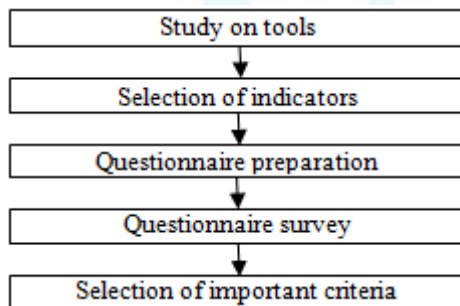 Study on tools
Selection of indicators
Questionnaire preparation
Questionnaire survey
Selection of important criteria